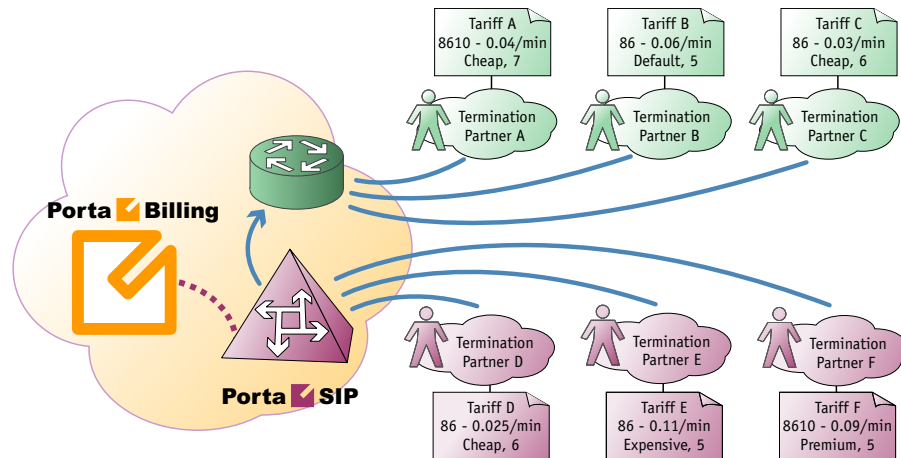 Tariff A
8610 - 0.04/min
Cheap, 7
Tariff B
86 - 0.06/min
Default, 5
Tariff C
86 - 0.03/min
Cheap, 6
Termination
Partner A
Termination
Partner B
Termination
Partner C
Porta Billing
Porta SIP
Termination
Partner D
Termination
Partner E
Termination
Partner F
Tariff D
86 - 0.025/min
Cheap, 6
Tariff E
86 - 0.11/min
Expensive, 5
Tariff F
8610 - 0.09/min
Premium, 5